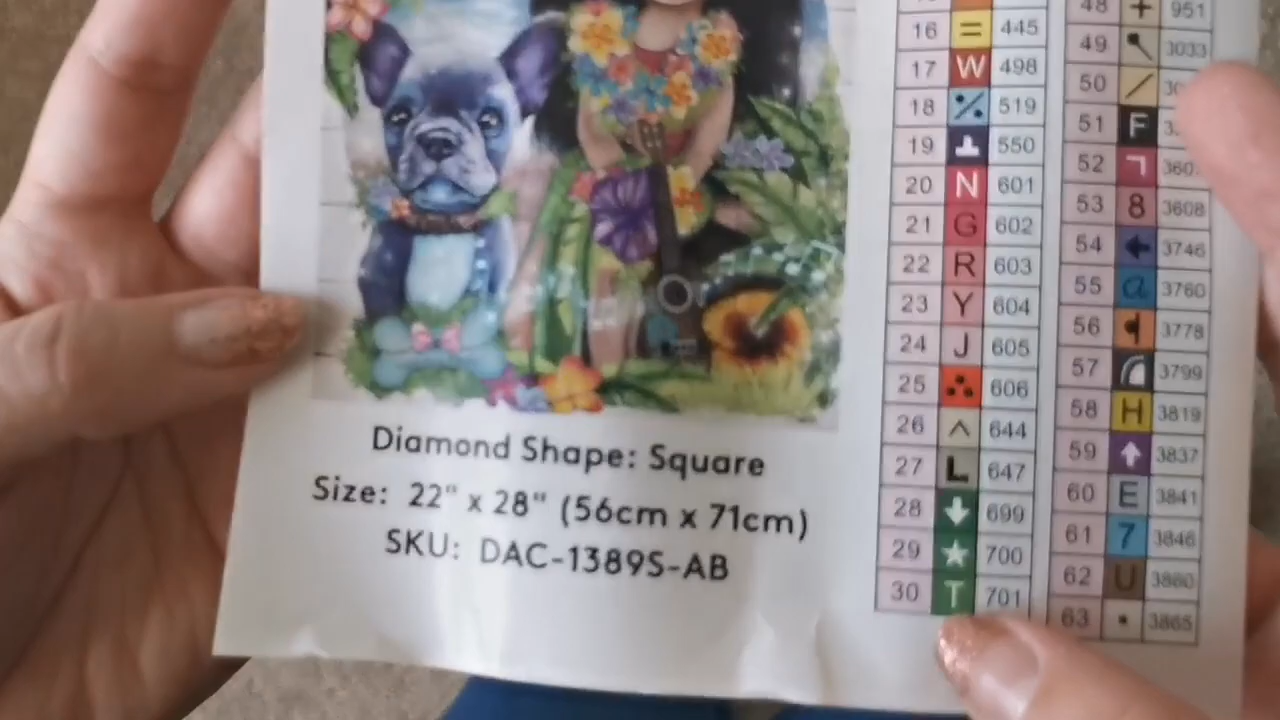 Diamond Shape: Square
Size: 22" x 28" (56cm x 71cm)
SKU: DAC-1389S-AB
16 = 445
17 W 498
18 519
19 550
20 N 601
21 G 602
22 R 603
23 Y 604
24 J 605
25 606
26 ^ 644
27 L 647
28 699
29 ★ 700
30 T 701
48 + 951
49 3033
50 /
51 F
52
53 8 3608
54 3746
55 a 3760
56 3778
57 3799
58 H 3819
59 3837
60 E 3841
61 7 3846
62 U 3860
63 3865